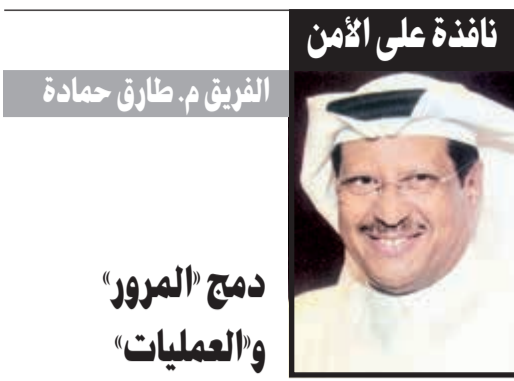 نافذة على الأمن
الفريق م. طارق حمادة
دمج «المرور»
و«العمليات»